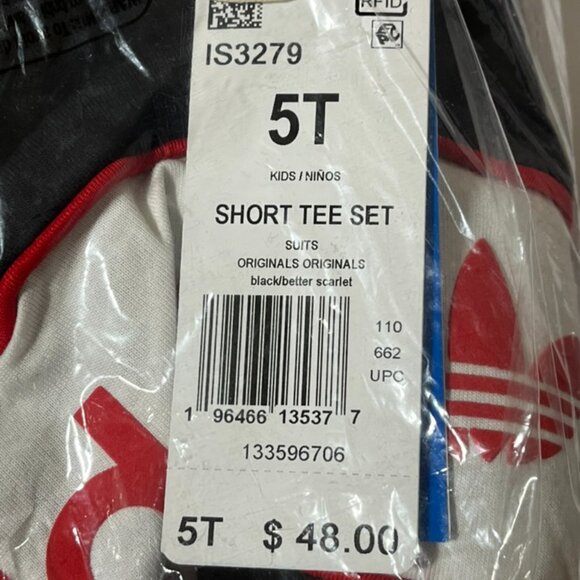 RFID
IS3279
5T
KIDS / NIÑOS
SHORT TEE SET
SUITS
ORIGINALS ORIGINALS
black/better scarlet
110
662
UPC
1 96466 13537 7
133596706
5T $ 48.00